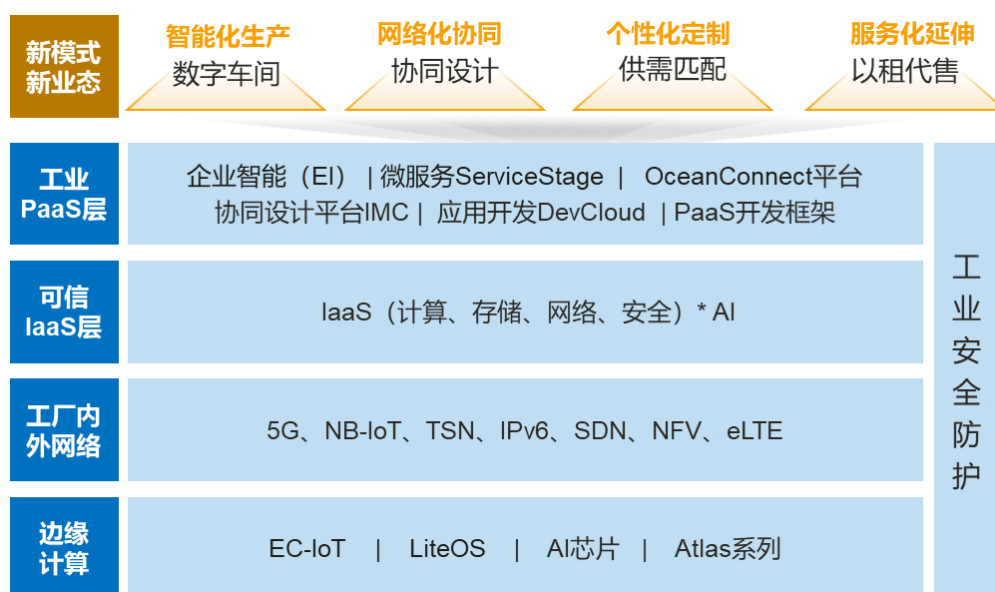 新模式
新业态
智能化生产
数字车间
网络化协同
协同设计
个性化定制
供需匹配
服务化延伸
以租代售
工业
PaaS层
企业智能（EI） | 微服务ServiceStage | OceanConnect平台
协同设计平台IMC | 应用开发DevCloud | PaaS开发框架
可信
IaaS层
IaaS（计算、存储、网络、安全）* AI
工厂内
外网络
5G、NB-IoT、TSN、IPv6、SDN、NFV、eLTE
边缘
计算
EC-IoT | LiteOS | AI芯片 | Atlas系列
工业安全防护